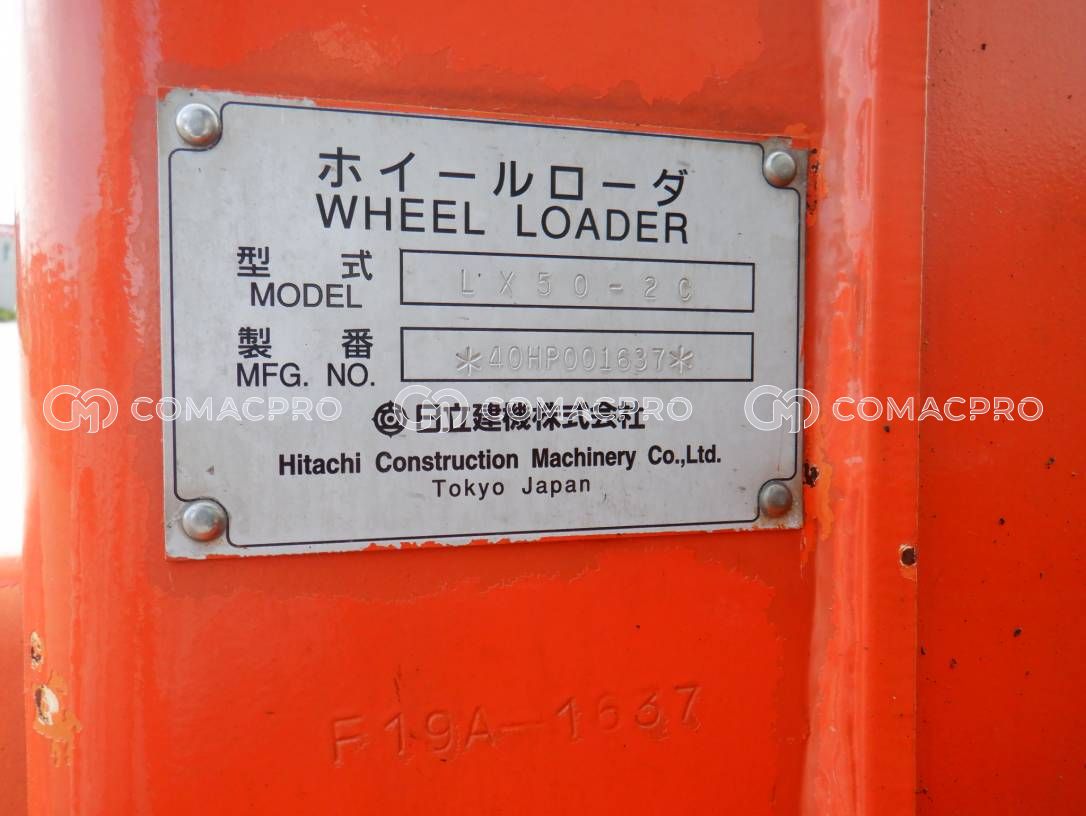 ホイールローダ
WHEEL LOADER
型式 LX50-2C
MODEL
製番 *40HP001637*
MFG. NO.
COMACPRO COMACPRO COMACPRO
日立建機株式会社
Hitachi Construction Machinery Co.,Ltd.
Tokyo Japan
F19A-1637